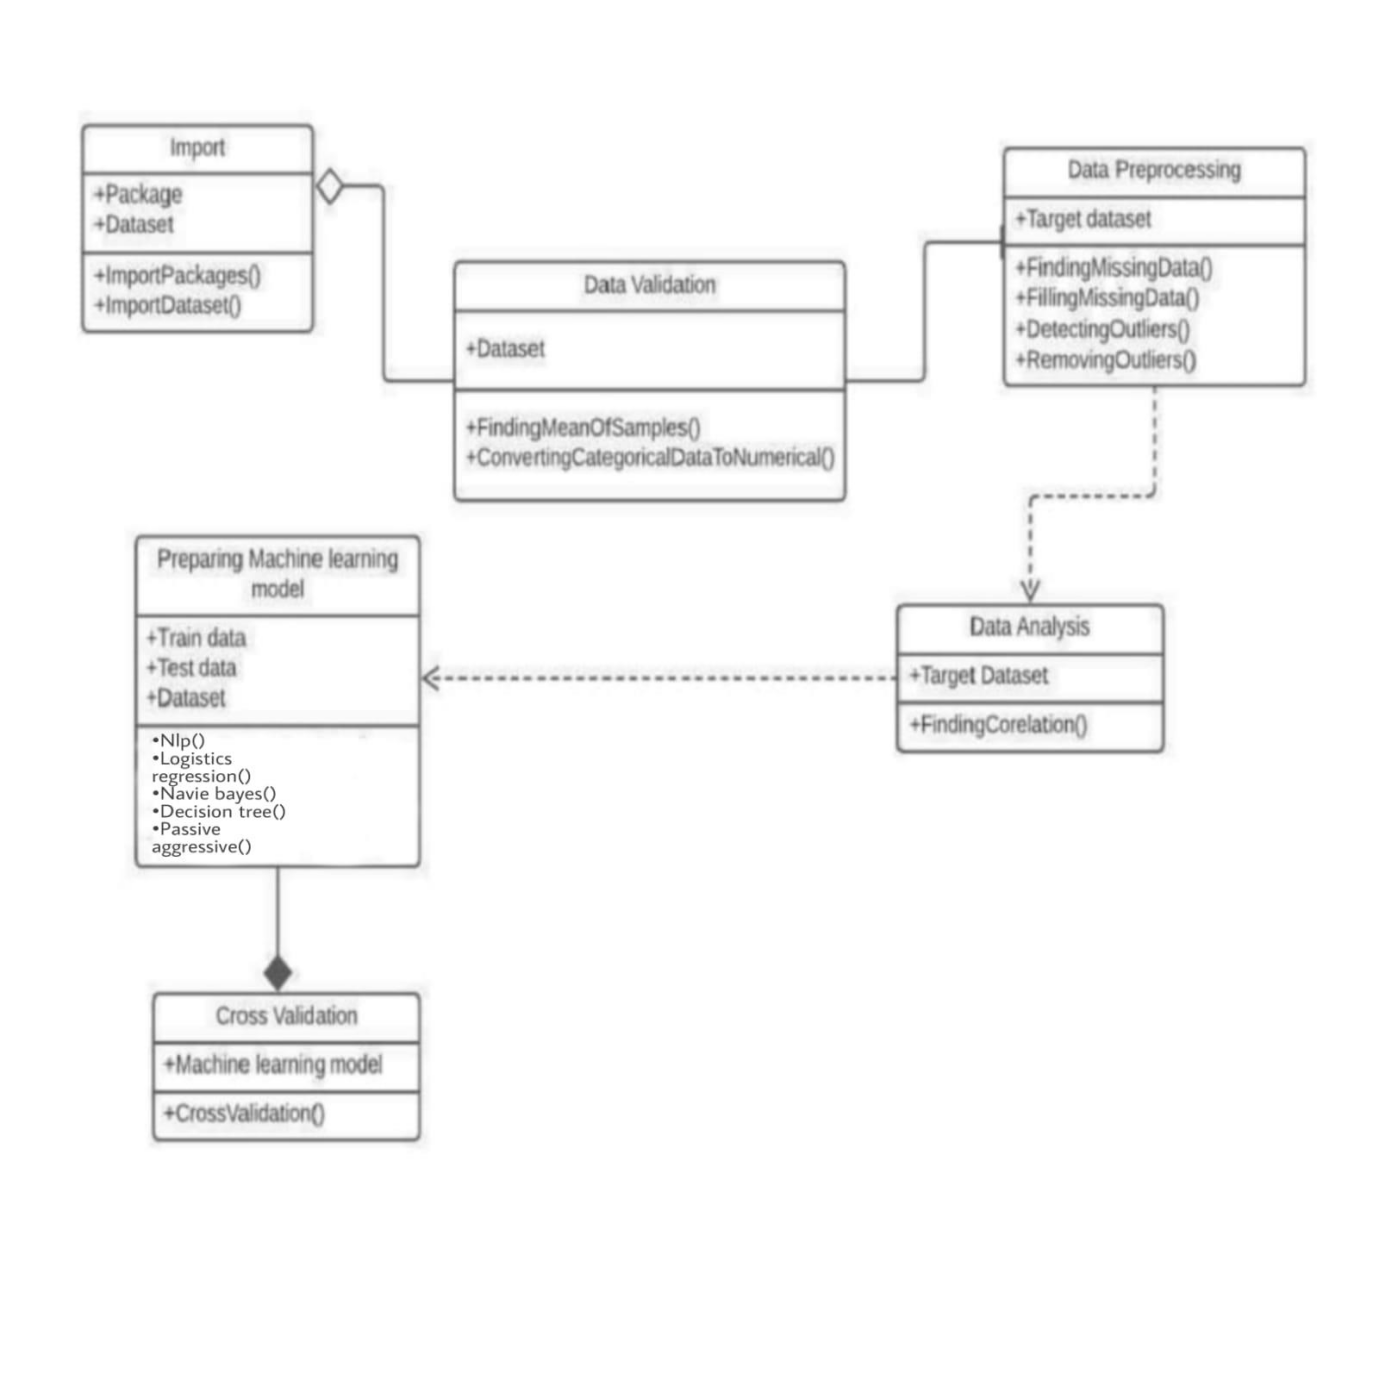 Import
+Package
+Dataset
+ImportPackages()
+ImportDataset()
Data Validation
+Dataset
+FindingMeanOfSamples()
+ConvertingCategoricalDataToNumerical()
Data Preprocessing
+Target dataset
+FindingMissingData()
+FillingMissingData()
+DetectingOutliers()
+RemovingOutliers()
Data Analysis
+Target Dataset
+FindingCorelation()
Preparing Machine learning
model
+Train data
+Test data
+Dataset
•Nlp()
•Logistics
regression()
•Navie bayes()
•Decision tree()
•Passive
aggressive()
Cross Validation
+Machine learning model
+CrossValidation()